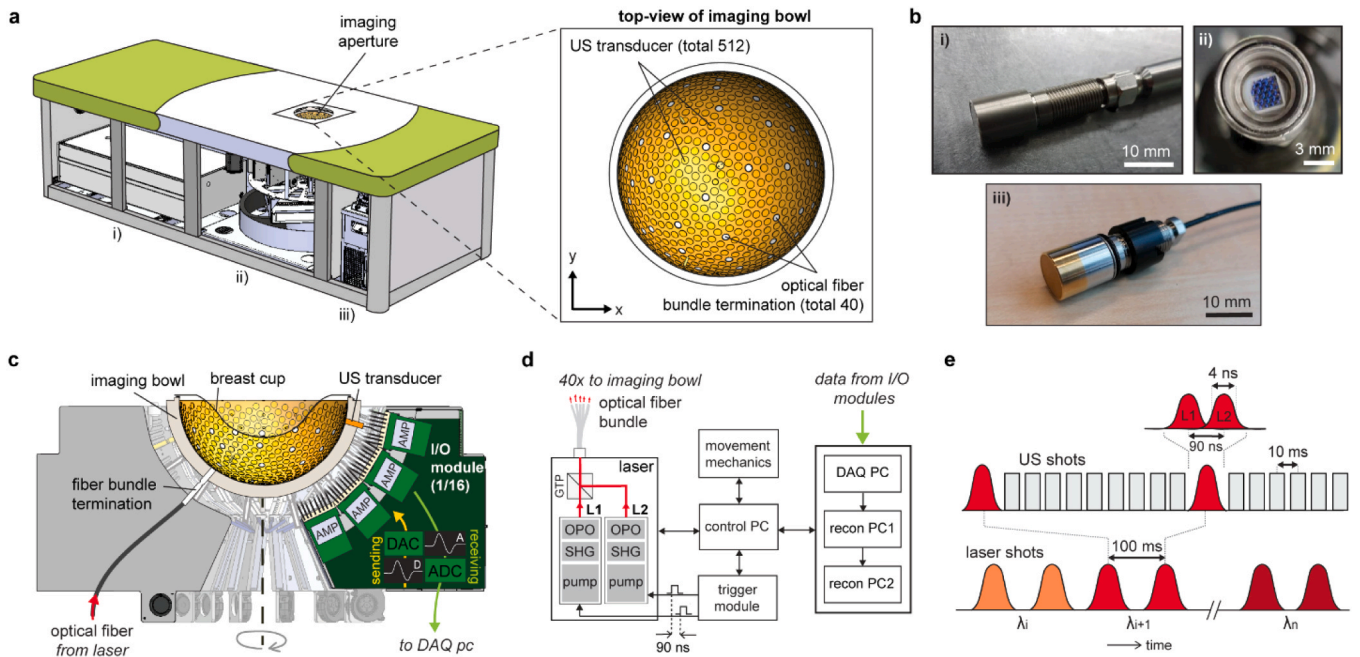 a
imaging
aperture
i)
ii)
iii)
top-view of imaging bowl
US transducer (total 512)
y
x
optical fiber
bundle termination (total 40)
b
i)
10 mm
ii)
3 mm
iii)
10 mm
c
imaging bowl
breast cup
US transducer
fiber bundle
termination
AMP
AMP
AMP
AMP
I/O
module
(1/16)
sending
DAC
A
D
ADC
receiving
optical fiber
from laser
to DAQ pc
d
40x to imaging bowl
optical fiber
bundle
laser
GTP
L1
L2
OPO
OPO
SHG
SHG
pump
pump
90 ns
movement
mechanics
control PC
trigger
module
data from I/O
modules
DAQ PC
recon PC1
recon PC2
e
4 ns
L1
L2
90 ns
US shots
10 ms
laser shots
100 ms
λi
λi+1
λn
time